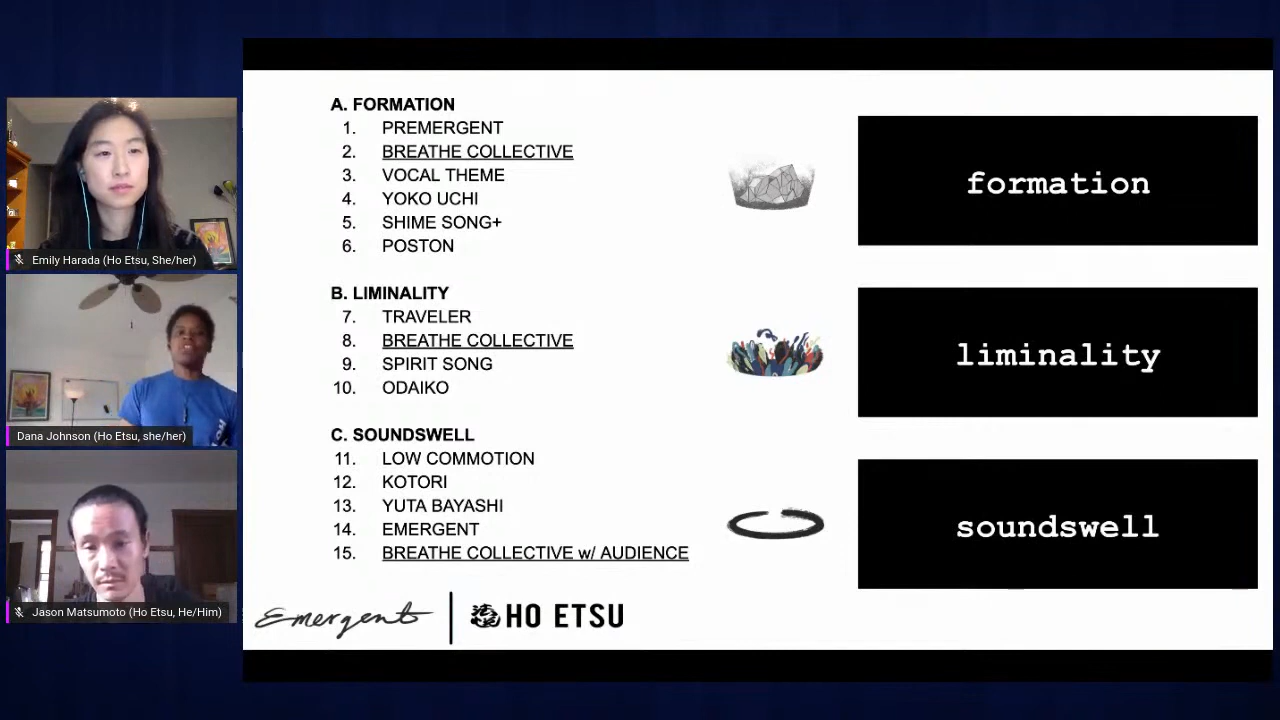 Emily Harada (Ho Etsu, She/her)
Dana Johnson (Ho Etsu, she/her)
Jason Matsumoto (Ho Etsu, He/Him)
A. FORMATION
1. PREMERGENT
2. BREATHE COLLECTIVE
3. VOCAL THEME
4. YOKO UCHI
5. SHIME SONG+
6. POSTON
B. LIMINALITY
7. TRAVELER
8. BREATHE COLLECTIVE
9. SPIRIT SONG
10. ODAIKO
C. SOUNDSWELL
11. LOW COMMOTION
12. KOTORI
13. YUTA BAYASHI
14. EMERGENT
15. BREATHE COLLECTIVE w/ AUDIENCE
formation
liminality
soundswell
Emergent
HO ETSU